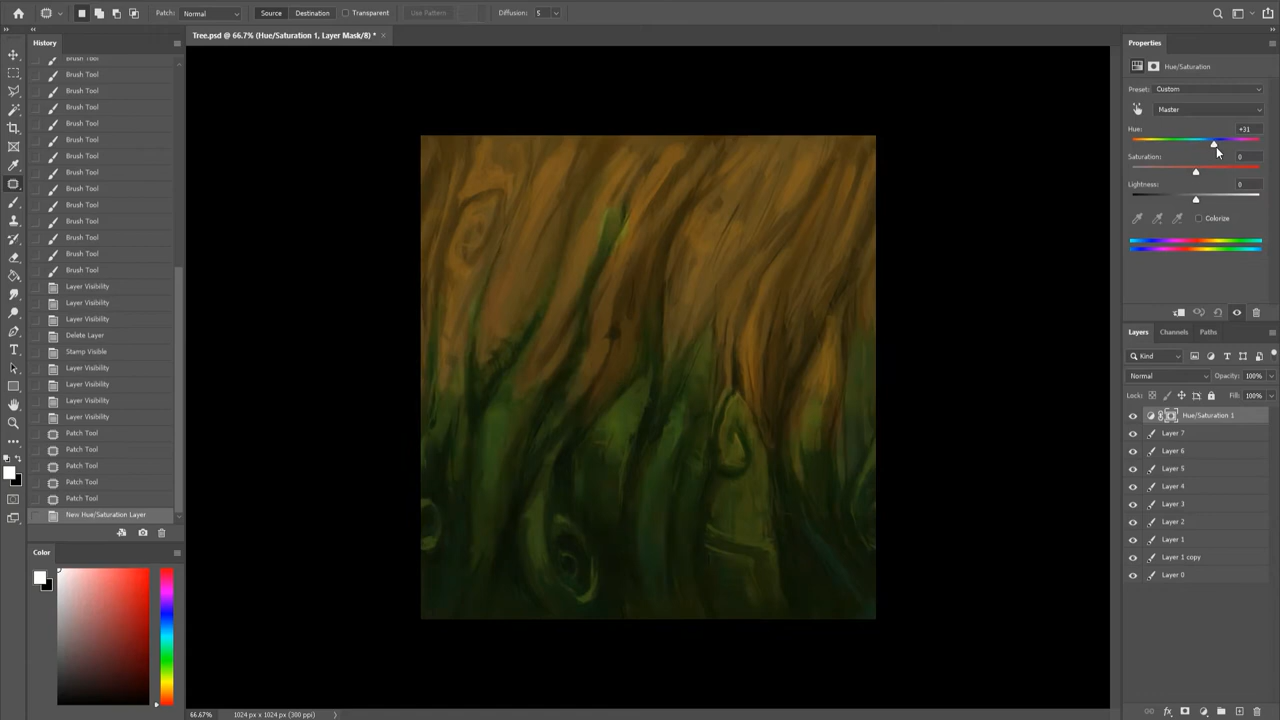 Patch: Normal Source Destination Transparent Use Pattern Diffusion: 5
Tree.psd @ 66.7% (Hue/Saturation 1, Layer Mask/8) * ×
History
Brush Tool
Brush Tool
Brush Tool
Brush Tool
Brush Tool
Brush Tool
Brush Tool
Brush Tool
Brush Tool
Brush Tool
Brush Tool
Brush Tool
Brush Tool
Brush Tool
Layer Visibility
Layer Visibility
Layer Visibility
Delete Layer
Stamp Visible
Layer Visibility
Layer Visibility
Layer Visibility
Layer Visibility
Patch Tool
Patch Tool
Patch Tool
Patch Tool
Patch Tool
New Hue/Saturation Layer
Color
66.67% 1024 px x 1024 px (300 ppi)
Properties
Hue/Saturation
Preset: Custom
Master
Hue: +31
Saturation: 0
Lightness: 0
Colorize
Layers Channels Paths
Kind
Normal Opacity: 100%
Lock: Fill: 100%
Hue/Saturation 1
Layer 7
Layer 6
Layer 5
Layer 4
Layer 3
Layer 2
Layer 1
Layer 1 copy
Layer 0